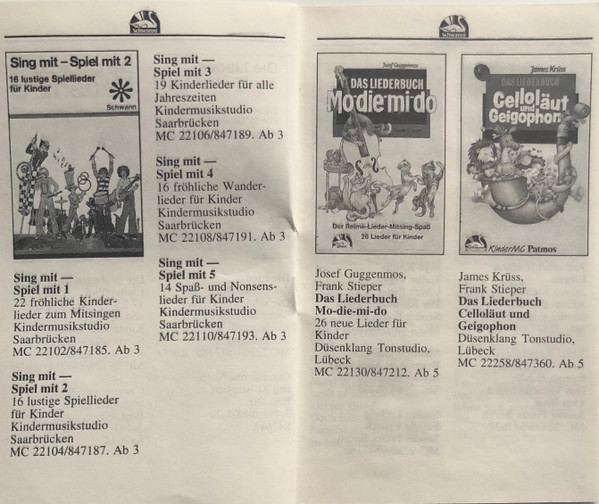 Schwanni
Sing mit – Spiel mit 2
16 lustige Spiellieder
für Kinder
Schwann
Sing mit —
Spiel mit 1
22 fröhliche Kinder-
lieder zum Mitsingen
Kindermusikstudio
Saarbrücken
MC 22102/847185. Ab 3
Sing mit —
Spiel mit 2
16 lustige Spiellieder
für Kinder
Kindermusikstudio
Saarbrücken
MC 22104/847187. Ab 3
Sing mit —
Spiel mit 3
19 Kinderlieder für alle
Jahreszeiten
Kindermusikstudio
Saarbrücken
MC 22106/847189. Ab 3
Sing mit —
Spiel mit 4
16 fröhliche Wander-
lieder für Kinder
Kindermusikstudio
Saarbrücken
MC 22108/847191. Ab 3
Sing mit —
Spiel mit 5
14 Spaß- und Nonsens-
lieder für Kinder
Kindermusikstudio
Saarbrücken
MC 22110/847193. Ab 3
Schwanni
Josef Guggenmos
DAS LIEDERBUCH
Mo-die-mi-do
Der Reime-Lieder-Mitsing-Spaß
26 Lieder für Kinder
Josef Guggenmos,
Frank Stieper
Das Liederbuch
Mo-die-mi-do
26 neue Lieder für
Kinder
Düsenklang Tonstudio,
Lübeck
MC 22130/847212. Ab 5
James Krüss
DAS LIEDERBUCH
Celloläut
und
Geigophon
KinderMC Patmos
James Krüss,
Frank Stieper
Das Liederbuch
Celloläut und
Geigophon
Düsenklang Tonstudio,
Lübeck
MC 22258/847360. Ab 5